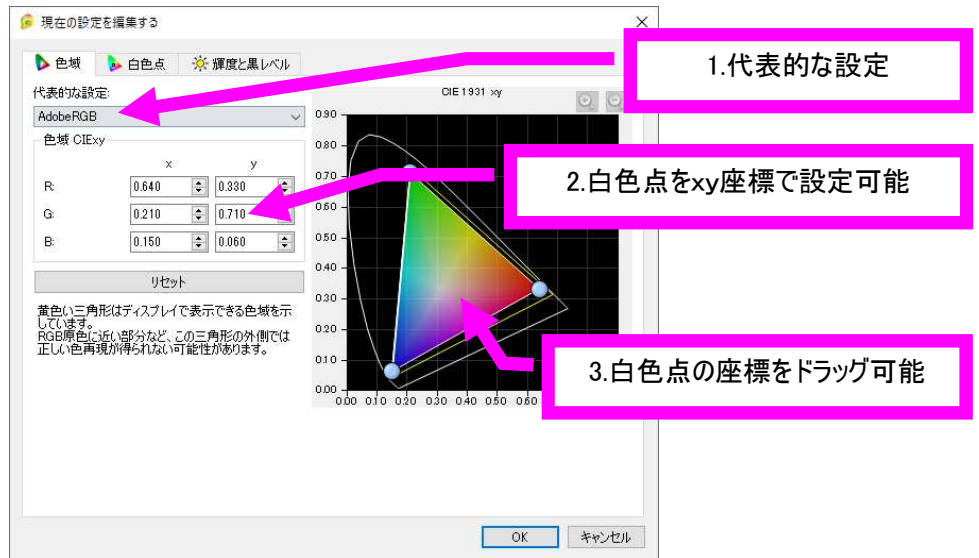 現在の設定を編集する
色域
白色点
輝度と黒レベル
代表的な設定:
AdobeRGB
色域 CIExy
x y
R: 0.640 0.330
G: 0.210 0.710
B: 0.150 0.060
リセット
黄色い三角形はディスプレイで表示できる色域を示
しています。
RGB原色に近い部分など、この三角形の外側では
正しい色再現が得られない可能性があります。
CIE 1931 xy
0.90
0.80
0.70
0.60
0.50
0.40
0.30
0.20
0.10
0.00
0.00 0.10 0.20 0.30 0.40 0.50 0.60
1.代表的な設定
2.白色点をxy座標で設定可能
3.白色点の座標をドラッグ可能
OK
キャンセル